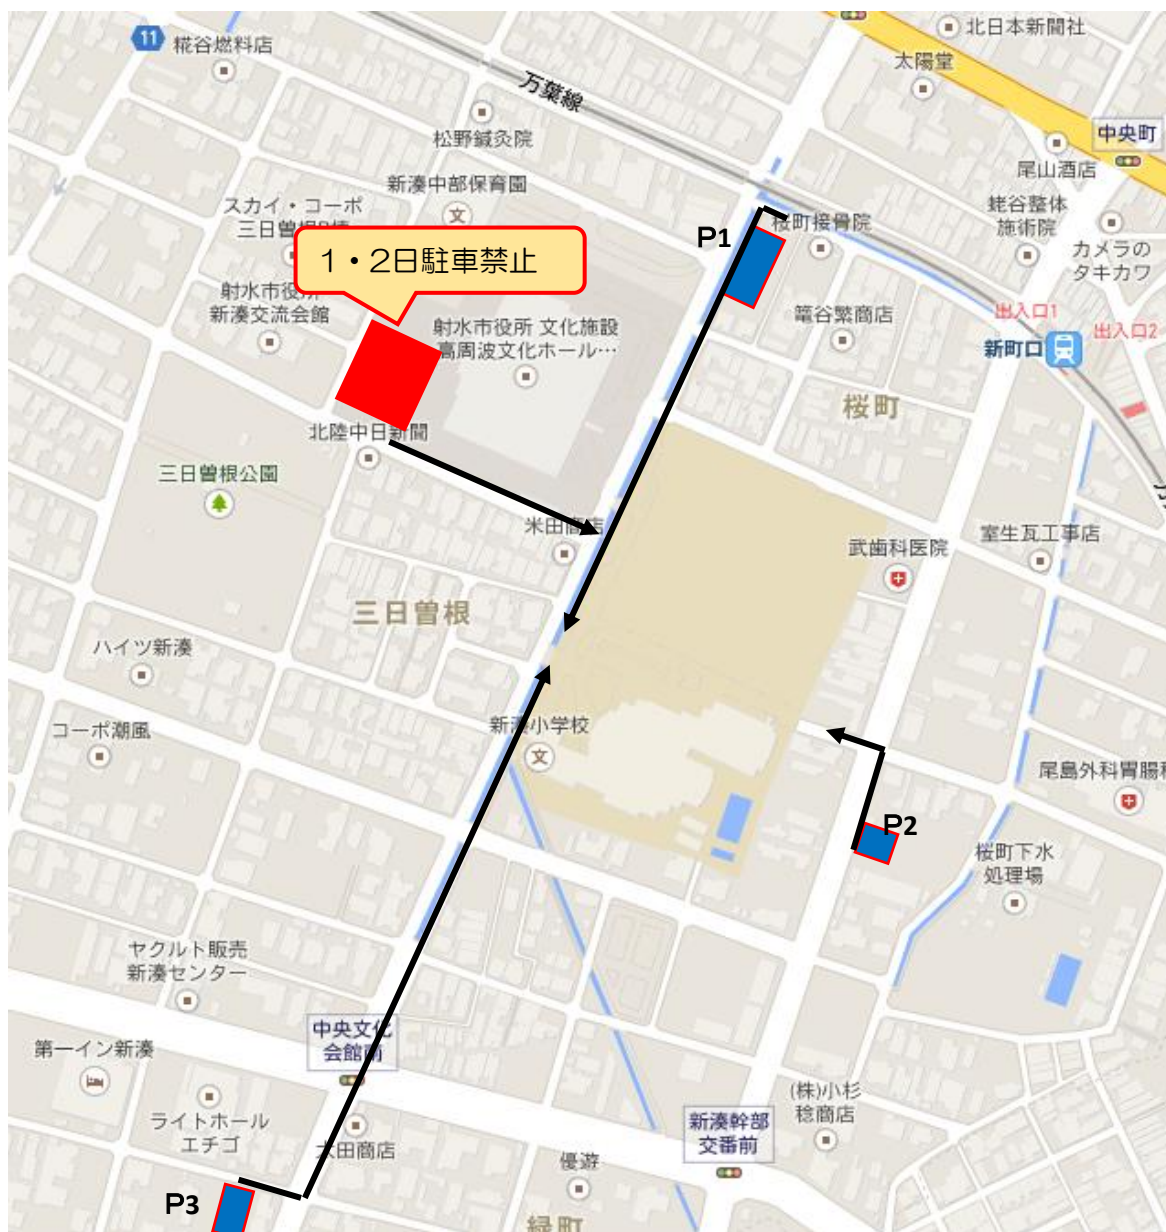 北日本新聞社
11
糀谷燃料店
太陽堂
万葉線
中央町
松野鍼灸院
尾山酒店
新湊中部保育園
文
スカイ・コーポ
三日曽根
蛯谷整体
施術院
P1
桜町接骨院
カメラの
タキカワ
1・2日駐車禁止
射水市役所
新湊交流会館
籠谷繁商店
出入口1
出入口2
射水市役所 文化施設
高周波文化ホール…
新町口
桜町
北陸中日新聞
三日曽根公園
米田商店
室生瓦工事店
武歯科医院
三日曽根
ハイツ新湊
コーポ潮風
新湊小学校
文
尾島外科胃腸科
P2
桜町下水
処理場
ヤクルト販売
新湊センター
中央文化
会館前
第一イン新湊
(株)小杉
稔商店
ライトホール
エチゴ
新湊幹部
交番前
太田商店
優遊
P3
緑町